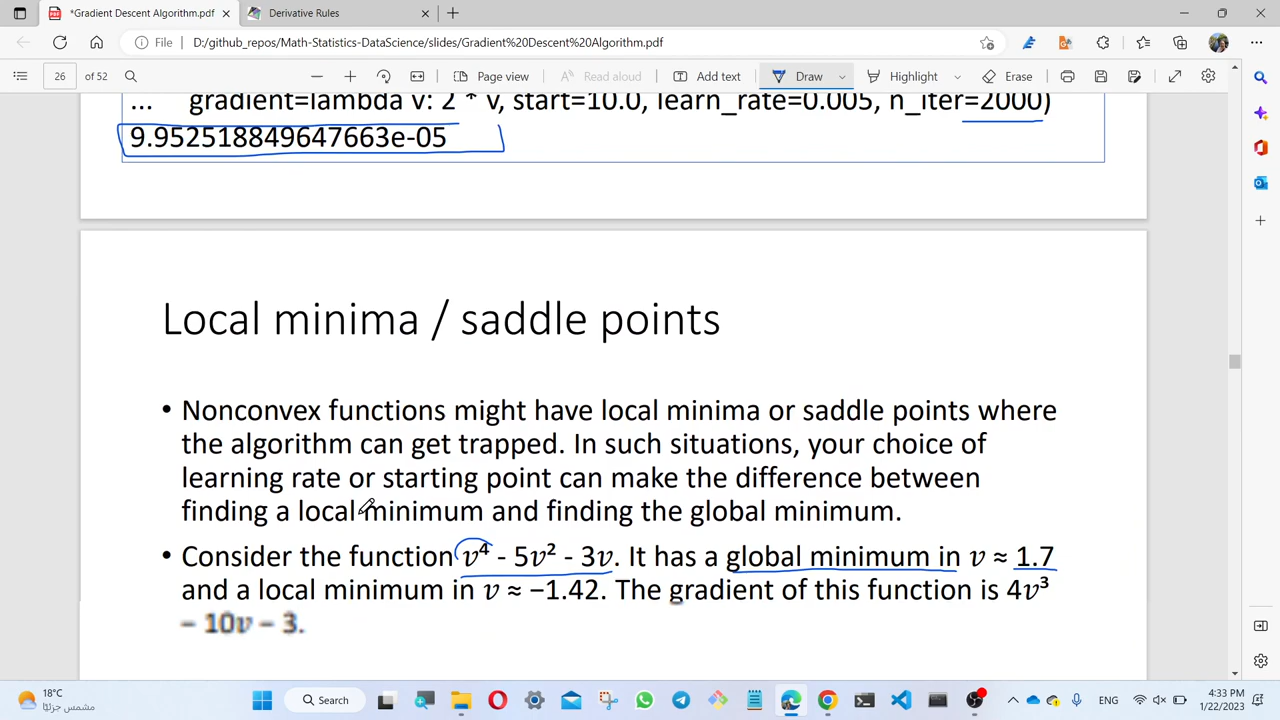 *Gradient Descent Algorithm.pdf
Derivative Rules
File
D:/github_repos/Math-Statistics-DataScience/slides/Gradient%20Descent%20Algorithm.pdf
26 of 52
Page view
Read aloud
Add text
Draw
Highlight
Erase
... gradient=lambda v: 2 * v, start=10.0, learn_rate=0.005, n_iter=2000)
9.952518849647663e-05
Local minima / saddle points
• Nonconvex functions might have local minima or saddle points where
the algorithm can get trapped. In such situations, your choice of
learning rate or starting point can make the difference between
finding a local minimum and finding the global minimum.
• Consider the function 𝑣⁴ - 5𝑣² - 3𝑣. It has a global minimum in 𝑣 ≈ 1.7
and a local minimum in 𝑣 ≈ −1.42. The gradient of this function is 4𝑣³
− 10𝑣 − 3.
18°C
مشمس جزئيًا
Search
ENG
4:33 PM
1/22/2023